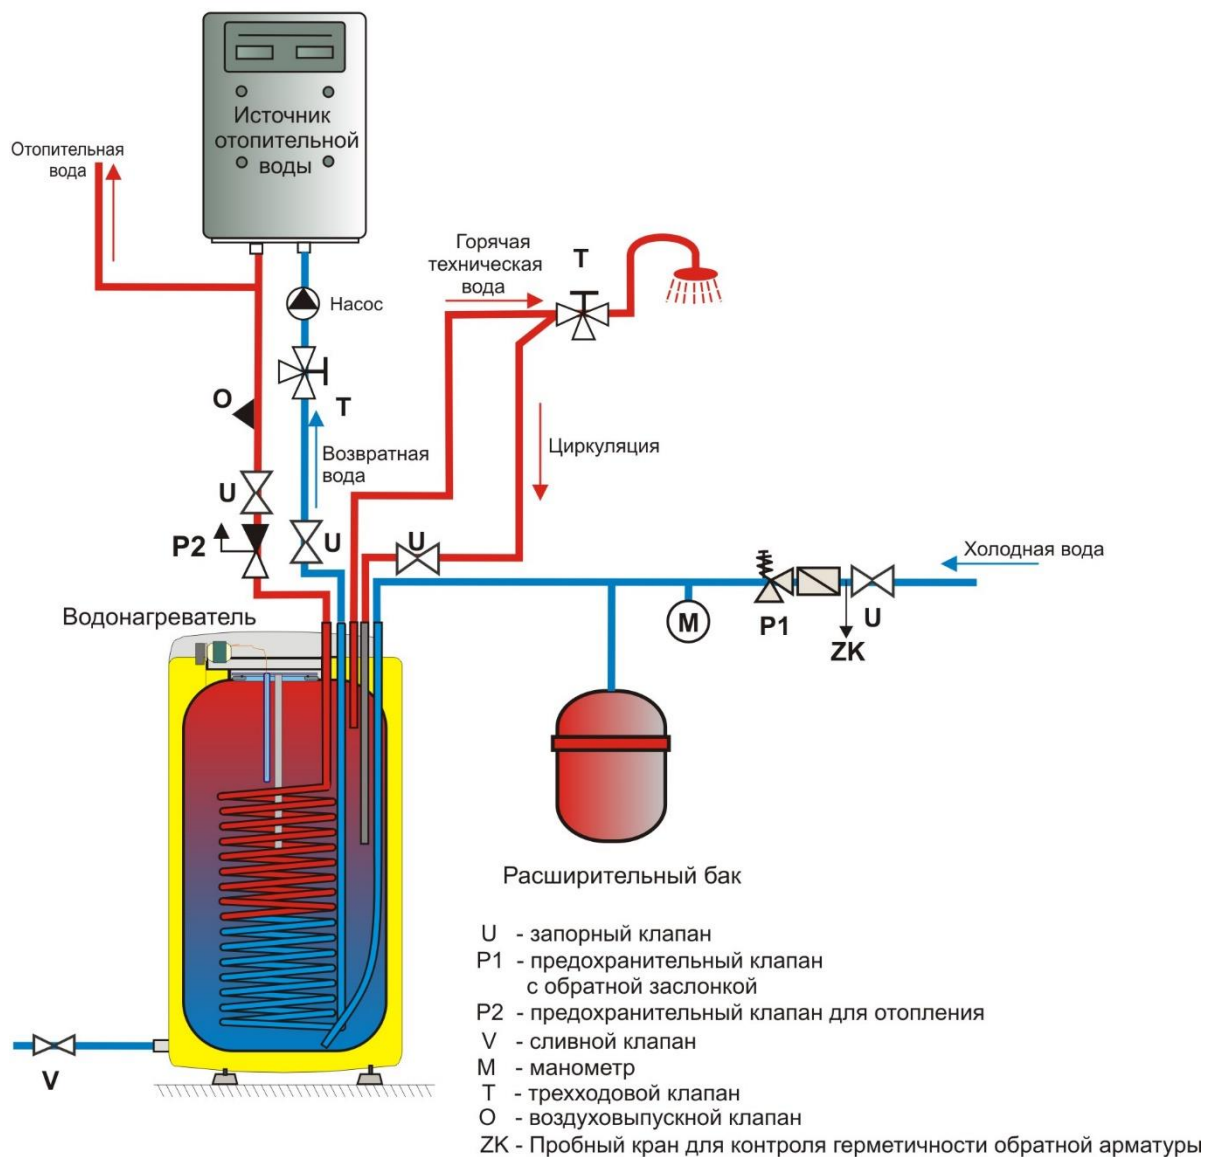 Источник
отопительной
воды
Отопительная
вода
Горячая
техническая
вода
T
Насос
O
T
Возвратная
вода
Циркуляция
U
P2
U
U
Холодная вода
Водонагреватель
M
P1
U
ZK
Расширительный бак
U - запорный клапан
P1 - предохранительный клапан
с обратной заслонкой
P2 - предохранительный клапан для отопления
V - сливной клапан
M - манометр
T - трехходовой клапан
O - воздуховыпускной клапан
ZK - Пробный кран для контроля герметичности обратной арматуры
V